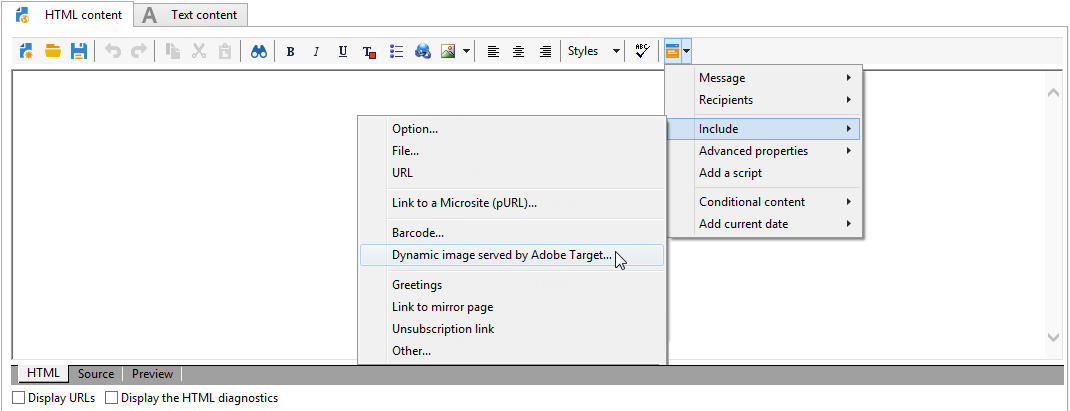 HTML content
A Text content
B I U T Styles ABC
Message
Recipients
Include
Advanced properties
Add a script
Conditional content
Add current date
Option...
File...
URL
Link to a Microsite (pURL)...
Barcode...
Dynamic image served by Adobe Target...
Greetings
Link to mirror page
Unsubscription link
Other...
HTML Source Preview
Display URLs Display the HTML diagnostics